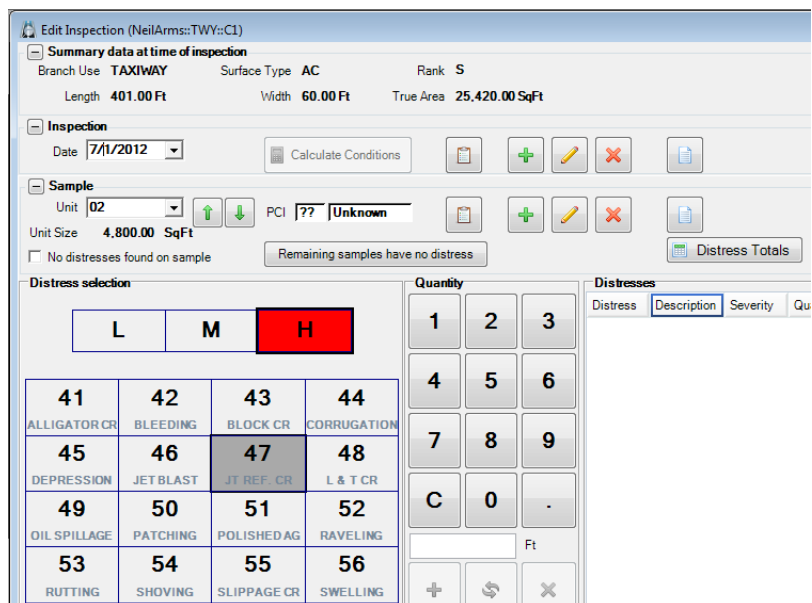 Edit Inspection (NeilArms::TWY::C1)
Summary data at time of inspection
Branch Use TAXIWAY Surface Type AC Rank S
Length 401.00 Ft Width 60.00 Ft True Area 25,420.00 SqFt
Inspection
Date 7/1/2012 Calculate Conditions
Sample
Unit 02 PCI ?? Unknown
Unit Size 4,800.00 SqFt
No distresses found on sample Remaining samples have no distress Distress Totals
Distress selection Quantity Distresses
Distress Description Severity Qu
L M H
1 2 3
4 5 6
7 8 9
C 0 .
Ft
41 42 43 44
ALLIGATOR CR BLEEDING BLOCK CR CORRUGATION
45 46 47 48
DEPRESSION JET BLAST JT REF. CR L & T CR
49 50 51 52
OIL SPILLAGE PATCHING POLISHED AG RAVELING
53 54 55 56
RUTTING SHOVING SLIPPAGE CR SWELLING